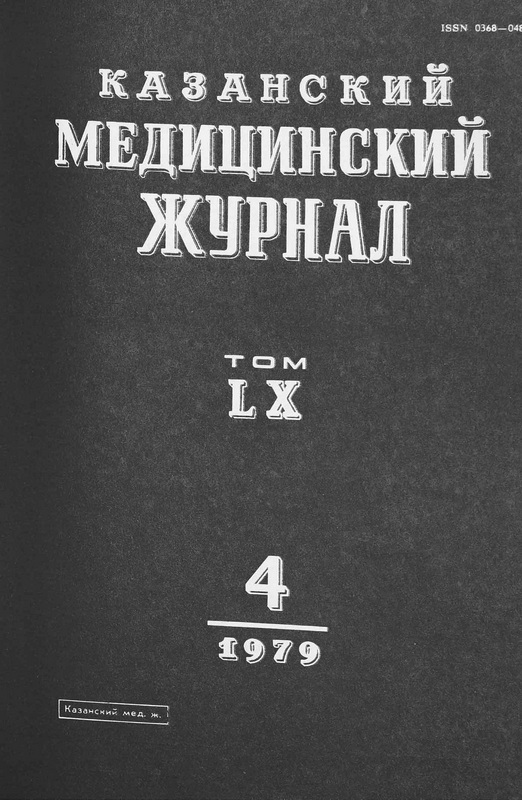 ISSN 0368—048
КАЗАНСКИЙ
МЕДИЦИНСКИЙ
ЖУРНАЛ
ТОМ
LX
4
1979
Казанский мед. ж.